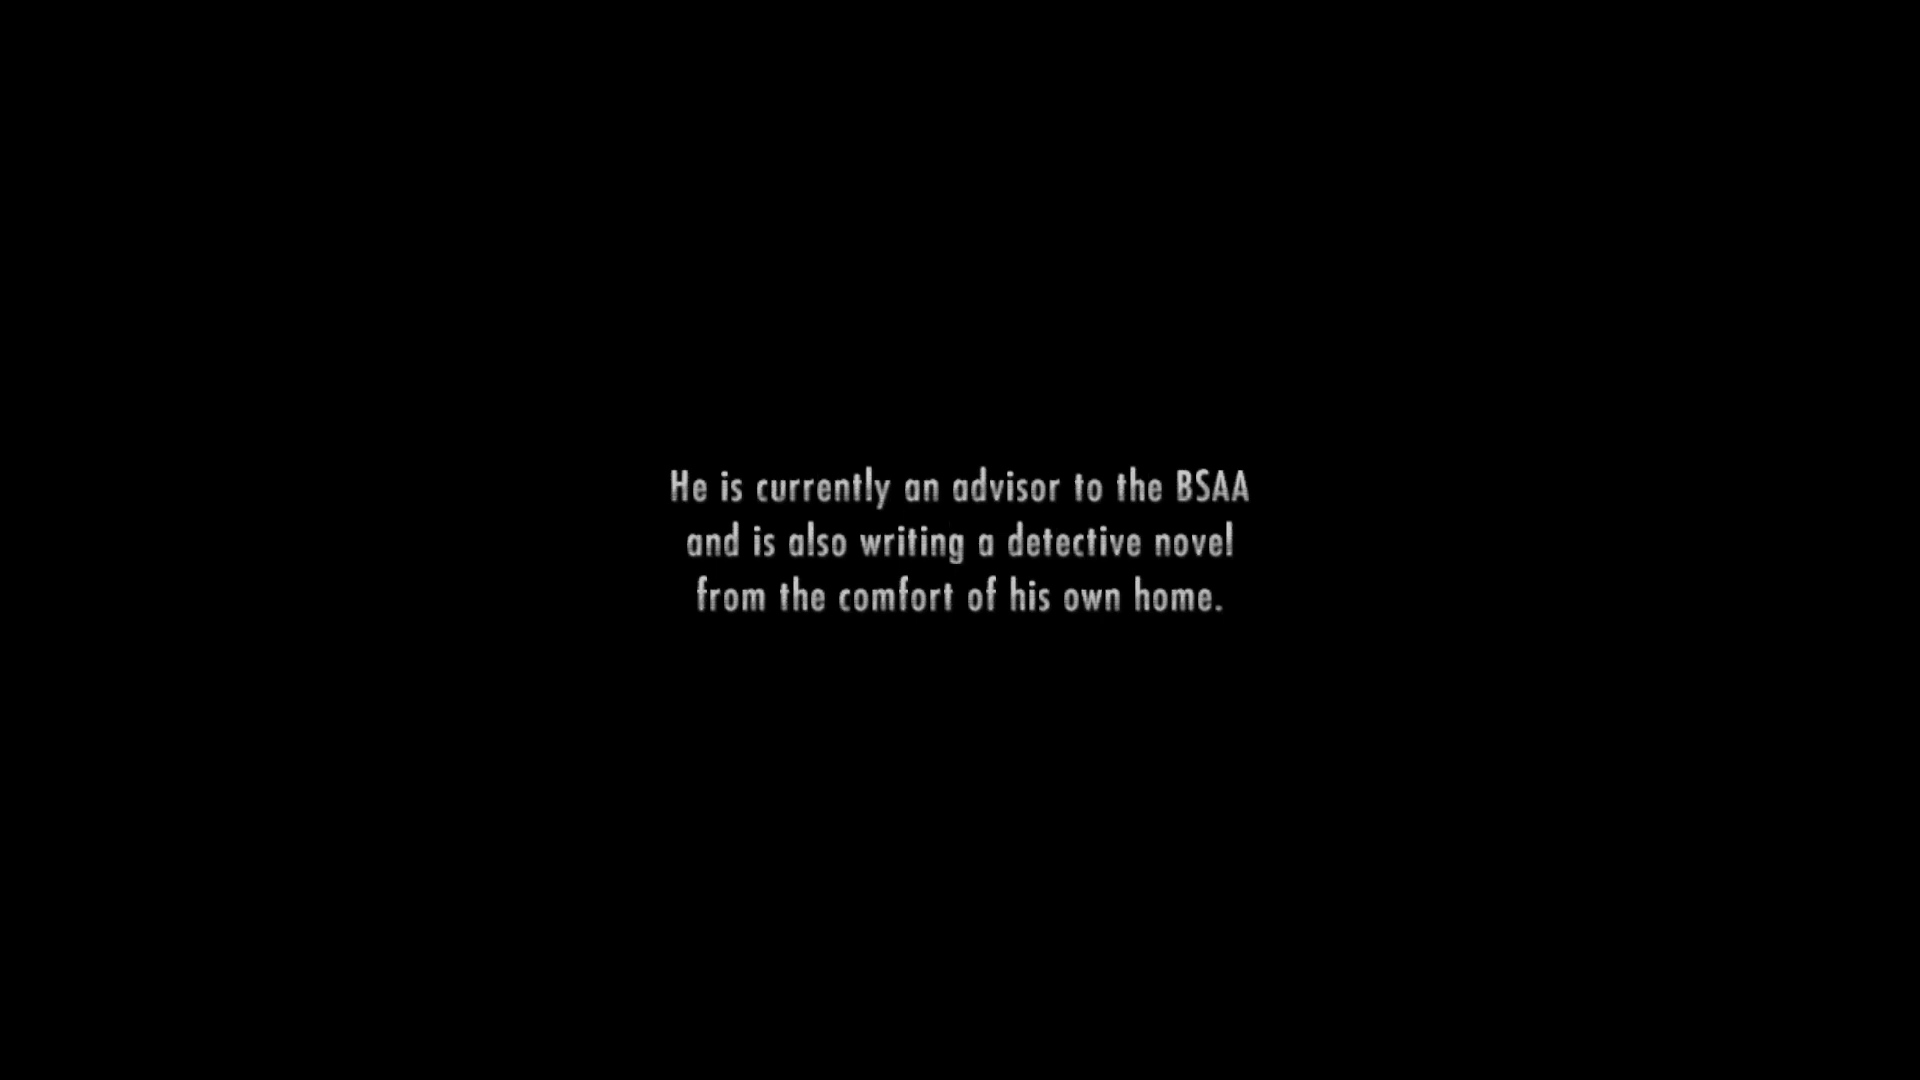 He is currently an advisor to the BSAA
and is also writing a detective novel
from the comfort of his own home.